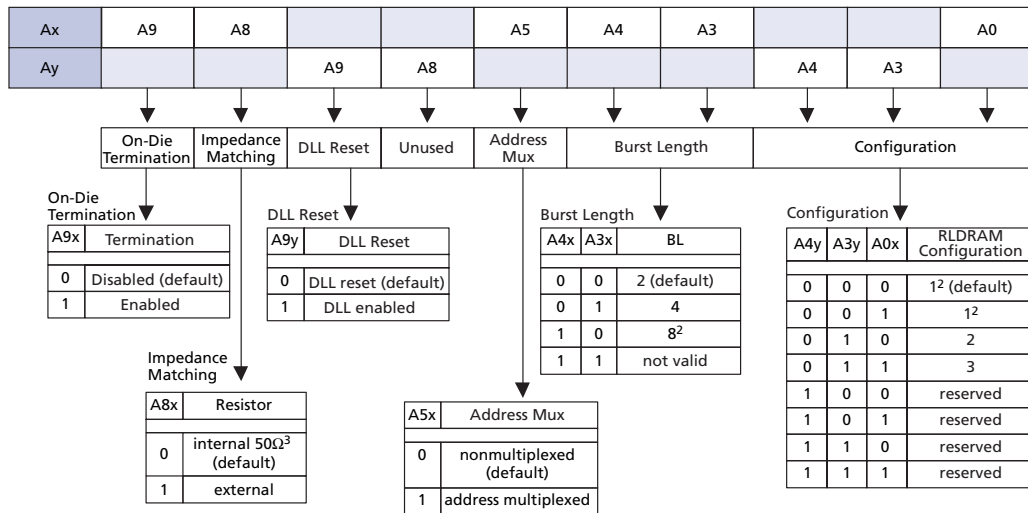 Ax A9 A8 A5 A4 A3 A0
Ay A9 A8 A4 A3
On-Die Termination
Impedance Matching
DLL Reset
Unused
Address Mux
Burst Length
Configuration
On-Die
Termination
A9x Termination
0 Disabled (default)
1 Enabled
Impedance
Matching
A8x Resistor
0 internal 50Ω³ (default)
1 external
DLL Reset
A9y DLL Reset
0 DLL reset (default)
1 DLL enabled
A5x Address Mux
0 nonmultiplexed (default)
1 address multiplexed
Burst Length
A4x A3x BL
0 0 2 (default)
0 1 4
1 0 8²
1 1 not valid
Configuration
A4y A3y A0x RLDRAM Configuration
0 0 0 1² (default)
0 0 1 1²
0 1 0 2
0 1 1 3
1 0 0 reserved
1 0 1 reserved
1 1 0 reserved
1 1 1 reserved